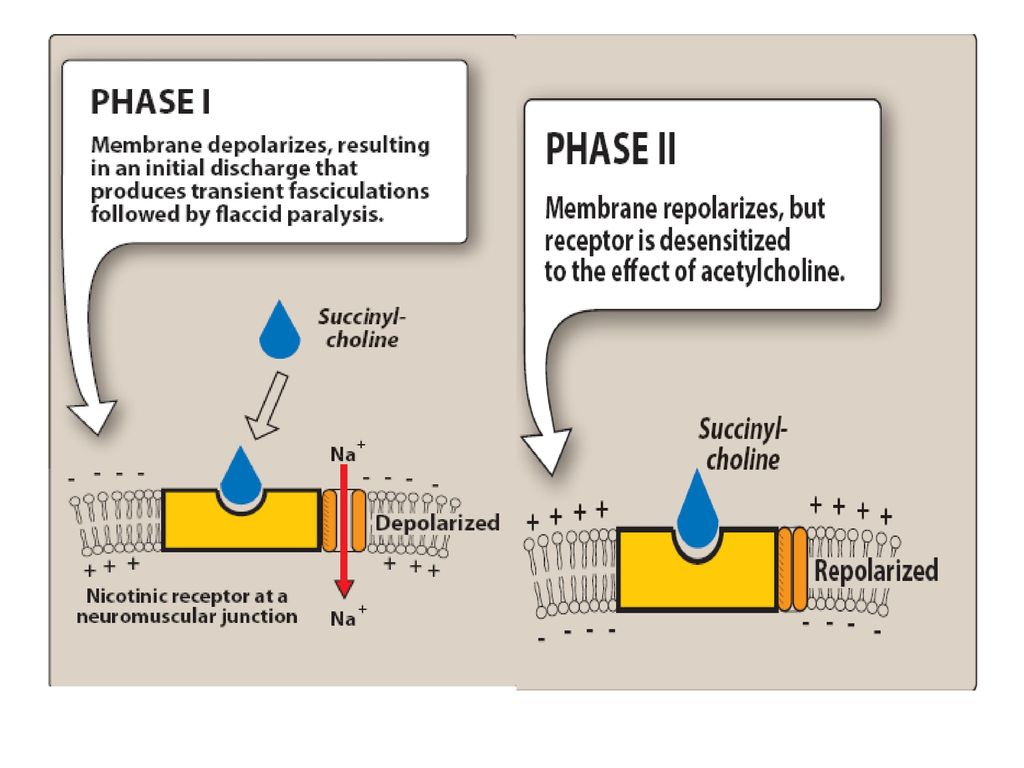 PHASE I
Membrane depolarizes, resulting
in an initial discharge that
produces transient fasciculations
followed by flaccid paralysis.
Succinyl-
choline
Na+
- - - -
- - - -
Depolarized
+ + +
+ + +
Nicotinic receptor at a
neuromuscular junction
Na+
PHASE II
Membrane repolarizes, but
receptor is desensitized
to the effect of acetylcholine.
Succinyl-
choline
+ + + +
+ + + +
Repolarized
- - - -
- - - -